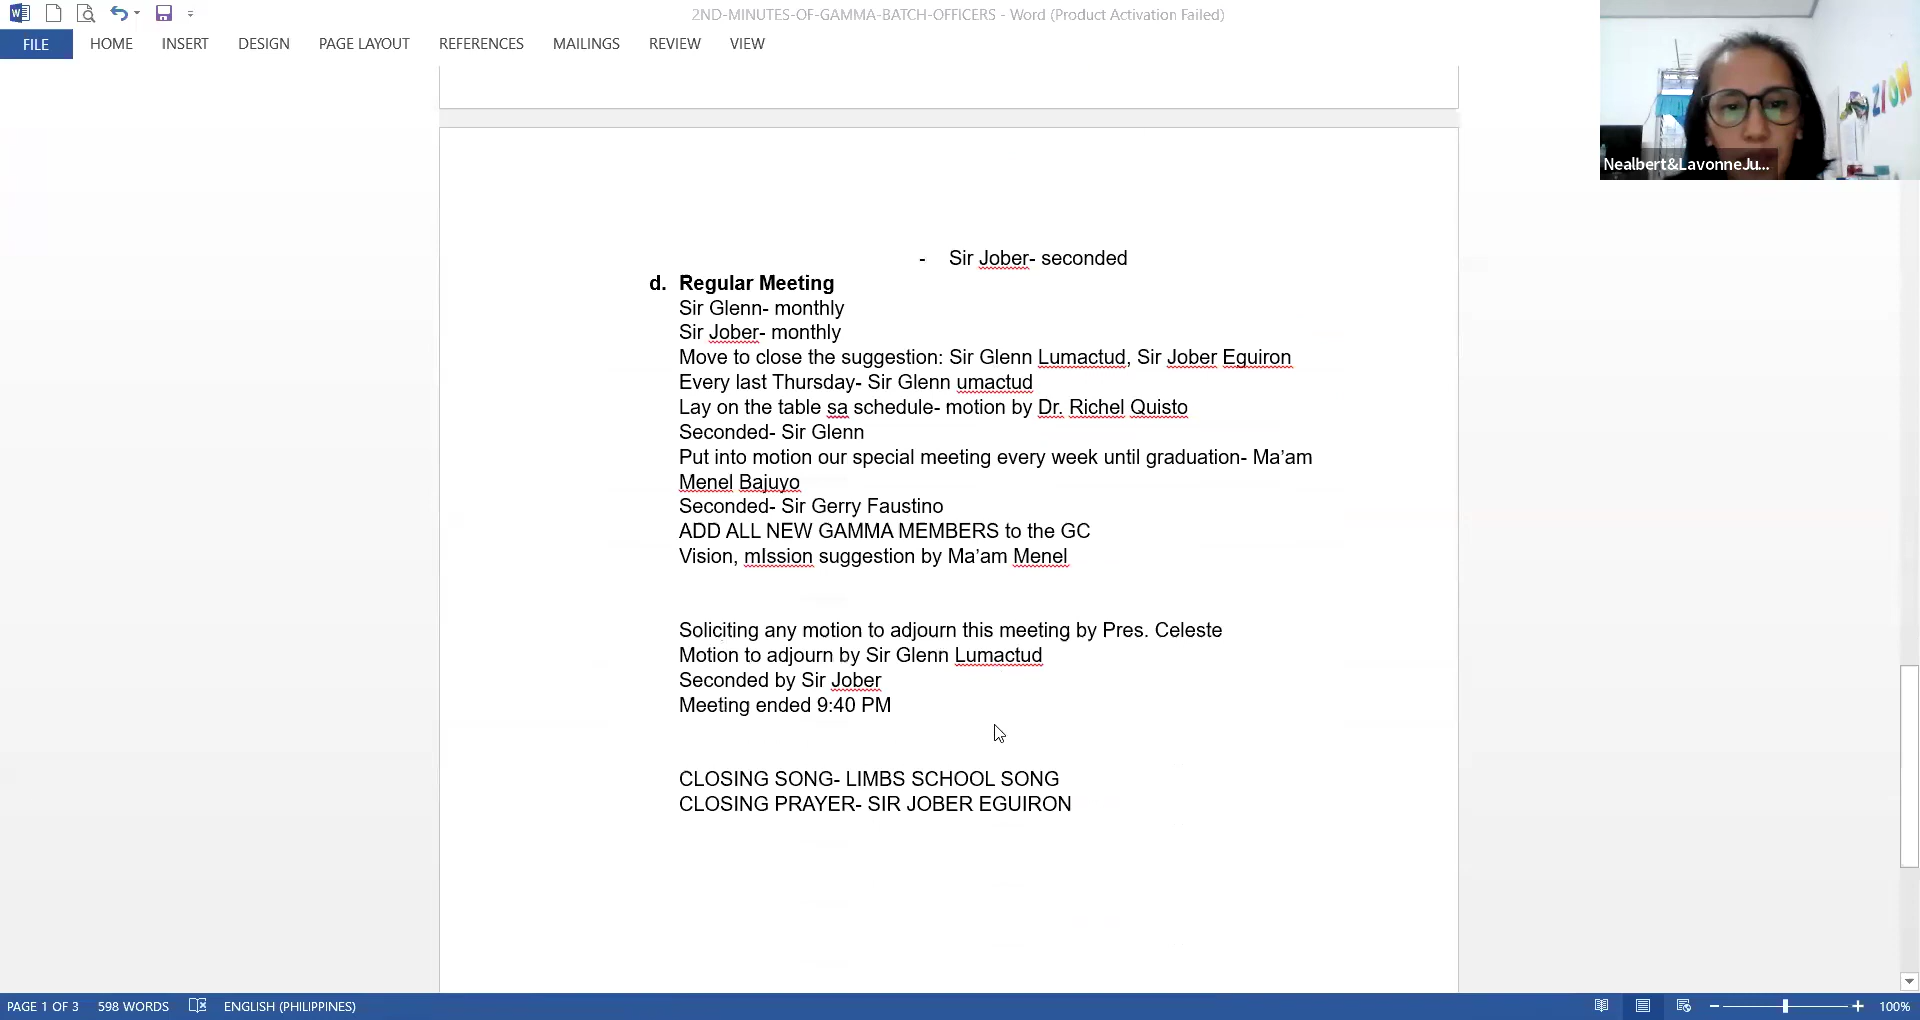 2ND-MINUTES-OF-GAMMA-BATCH-OFFICERS - Word (Product Activation Failed)
FILE HOME INSERT DESIGN PAGE LAYOUT REFERENCES MAILINGS REVIEW VIEW
ZION
Nealbert&LavonneJu...
- Sir Jober- seconded
d. Regular Meeting
Sir Glenn- monthly
Sir Jober- monthly
Move to close the suggestion: Sir Glenn Lumactud, Sir Jober Eguiron
Every last Thursday- Sir Glenn umactud
Lay on the table sa schedule- motion by Dr. Richel Quisto
Seconded- Sir Glenn
Put into motion our special meeting every week until graduation- Ma’am
Menel Bajuyo
Seconded- Sir Gerry Faustino
ADD ALL NEW GAMMA MEMBERS to the GC
Vision, mIssion suggestion by Ma’am Menel
Soliciting any motion to adjourn this meeting by Pres. Celeste
Motion to adjourn by Sir Glenn Lumactud
Seconded by Sir Jober
Meeting ended 9:40 PM
CLOSING SONG- LIMBS SCHOOL SONG
CLOSING PRAYER- SIR JOBER EGUIRON
PAGE 1 OF 3 598 WORDS ENGLISH (PHILIPPINES) 100%